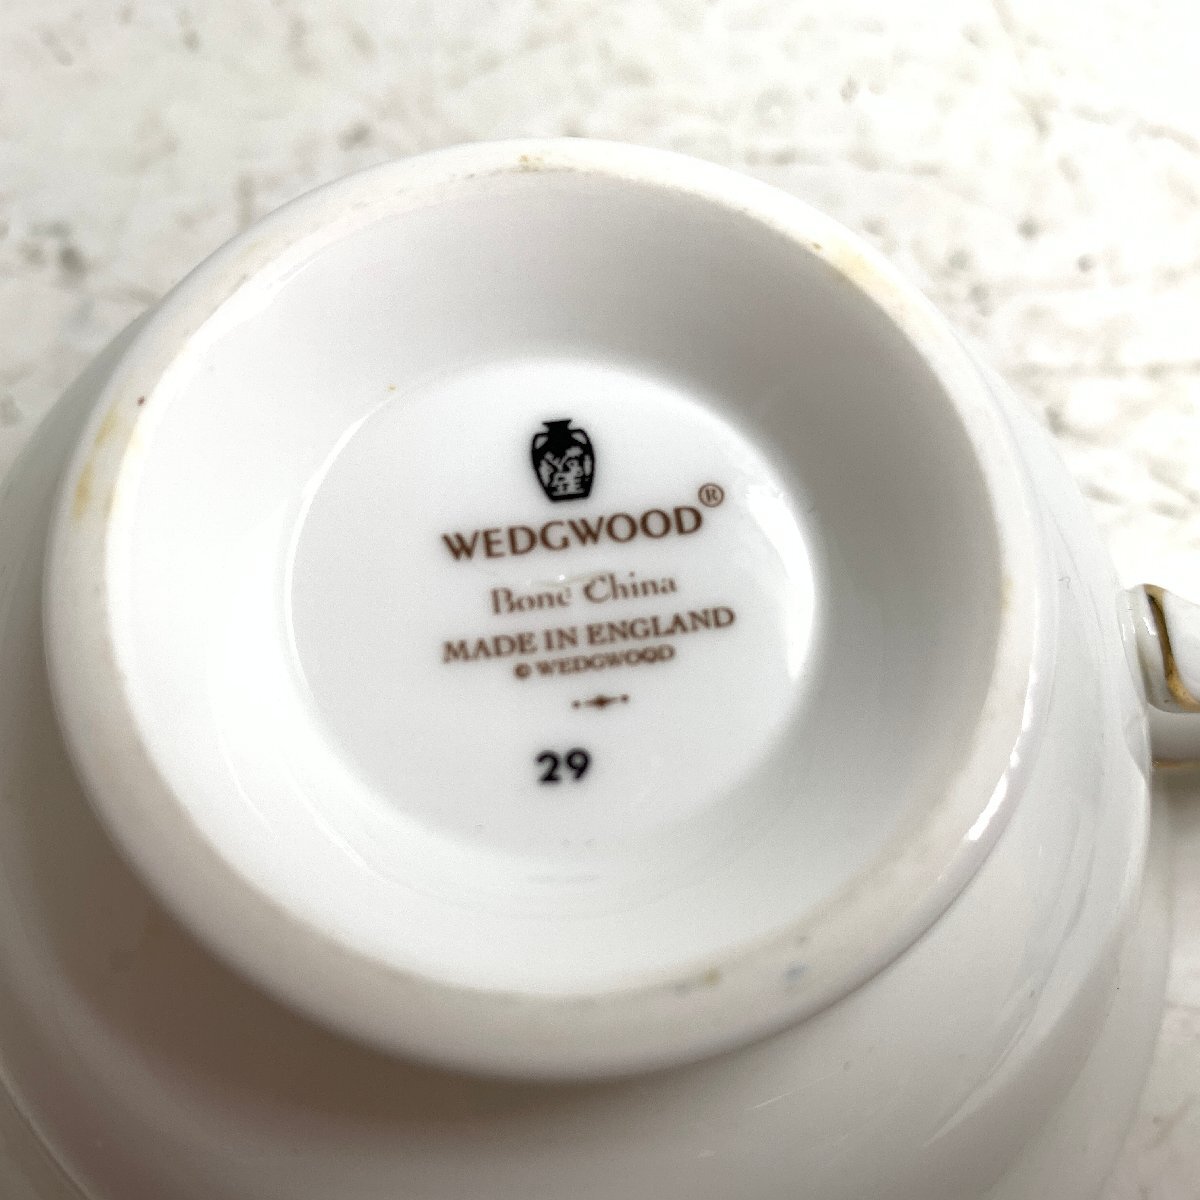 WEDGWOOD®
Bone China
MADE IN ENGLAND
© WEDGWOOD
29